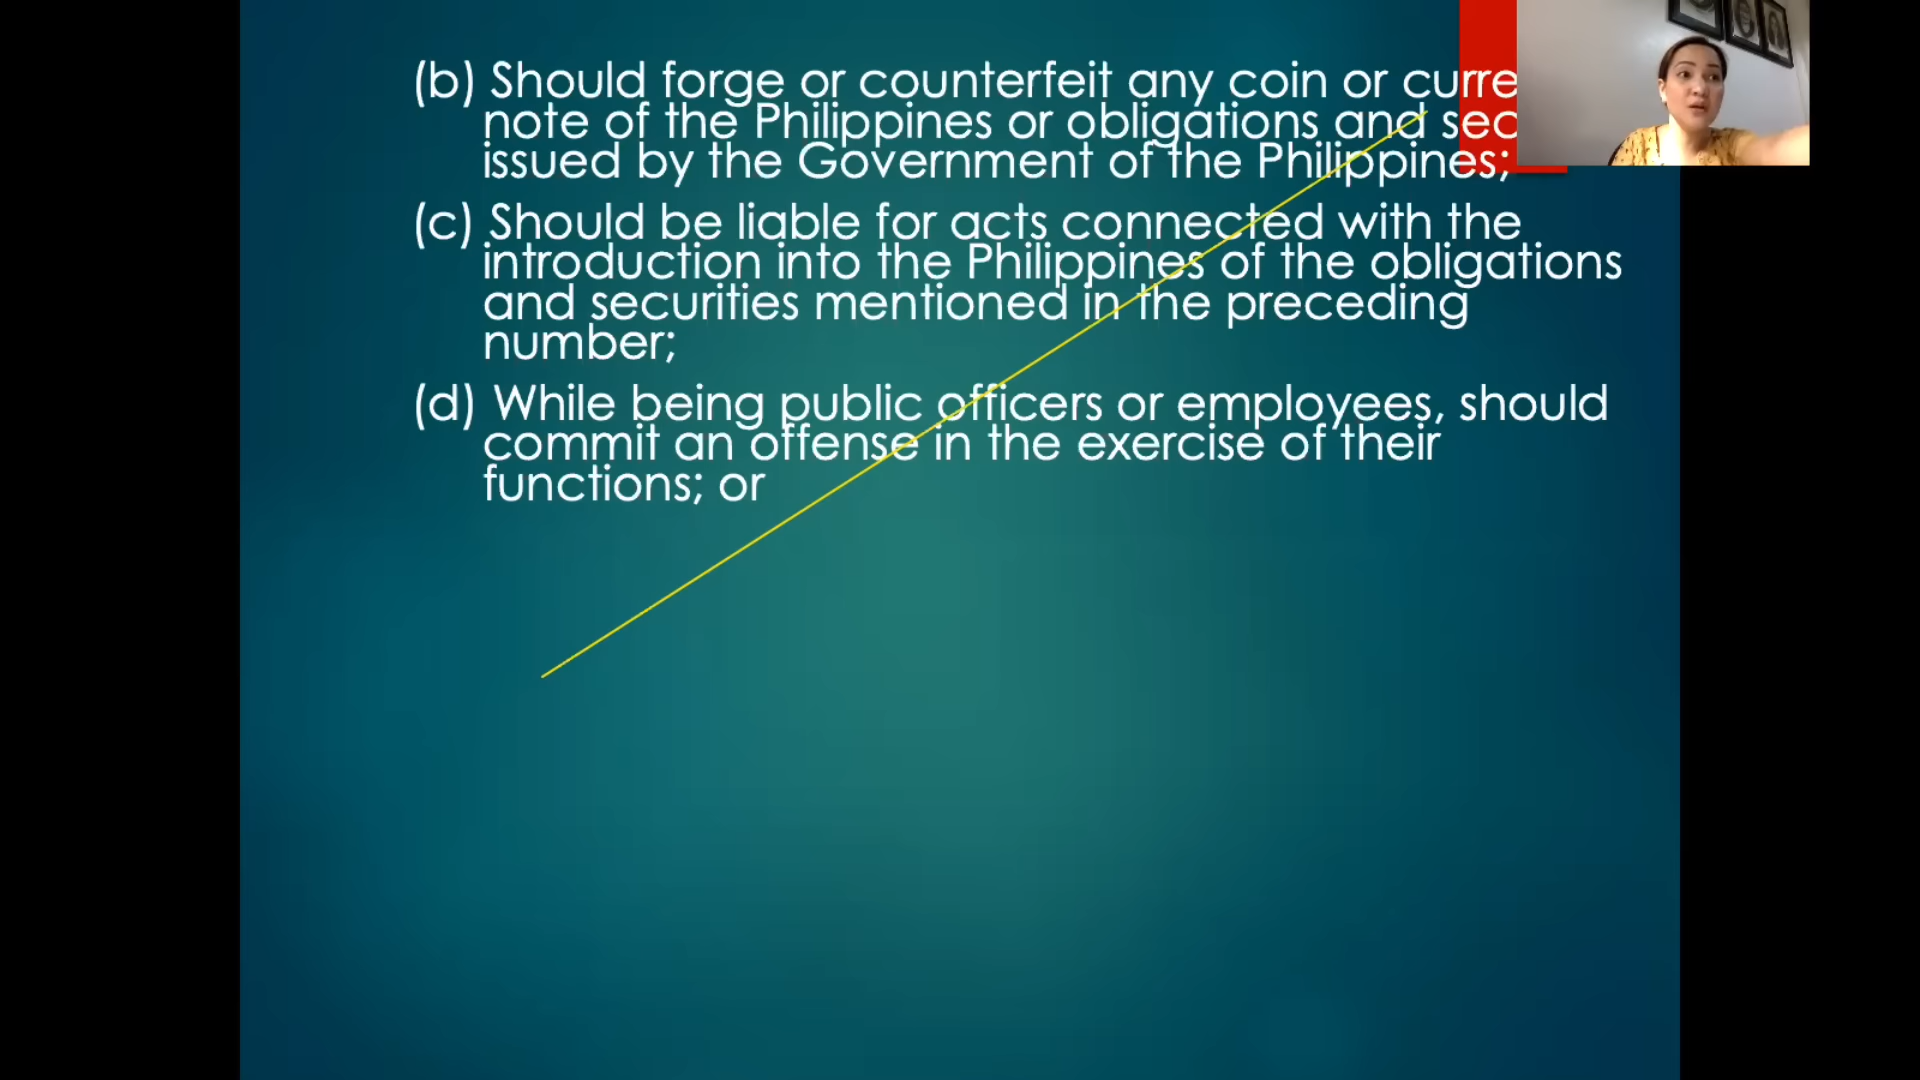 (b) Should forge or counterfeit any coin or
note of the Philippines or obligations and
issued by the Government of the Philippines;
(c) Should be liable for acts connected with the
introduction into the Philippines of the obligations
and securities mentioned in the preceding
number;
(d) While being public officers or employees, should
commit an offense in the exercise of their
functions; or